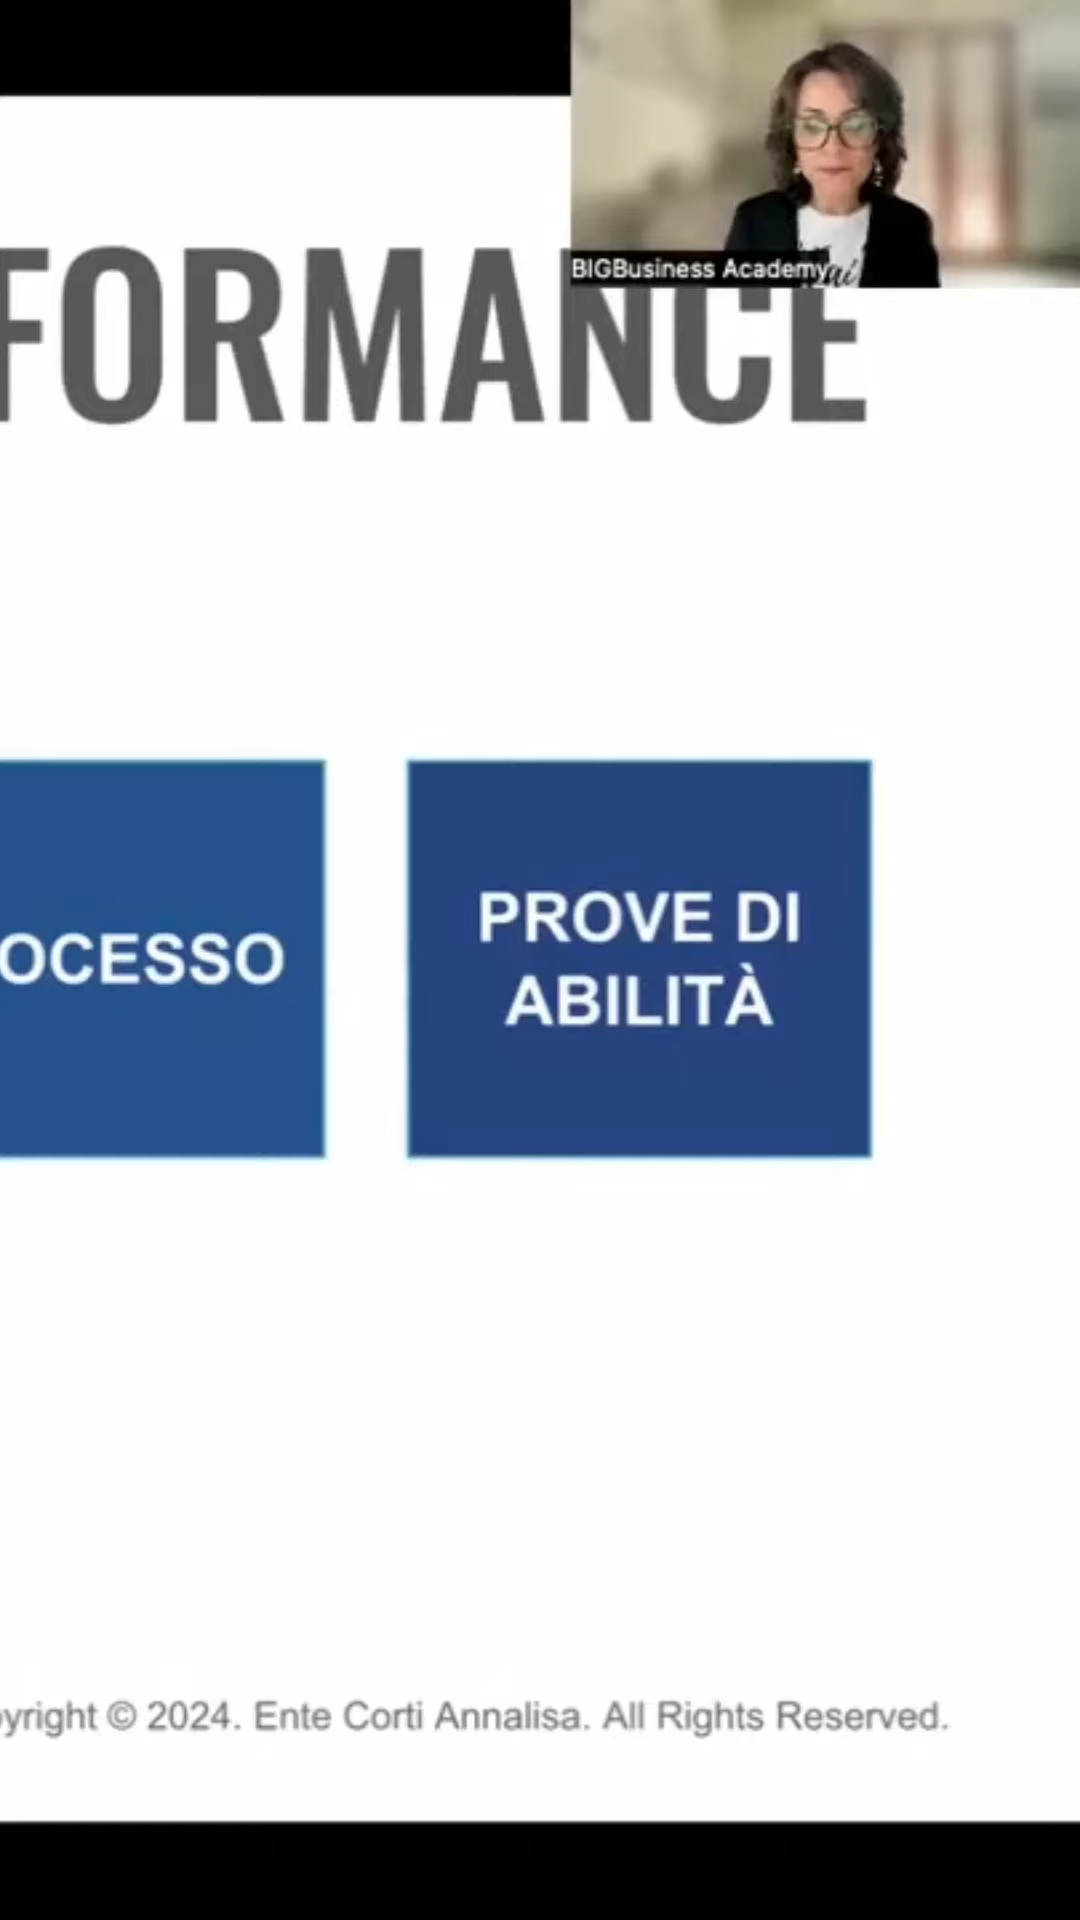 BIGBusiness Academy
FORMANCE
OCESSO
PROVE DI
ABILITÀ
yright © 2024. Ente Corti Annalisa. All Rights Reserved.